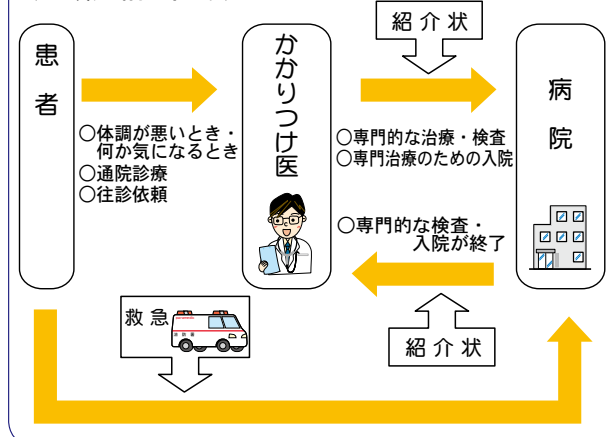 患者
かかりつけ医
病院
紹介状
○体調が悪いとき・
何か気になるとき
○通院診療
○往診依頼
○専門的な治療・検査
○専門治療のための入院
○専門的な検査・
入院が終了
救急
紹介状